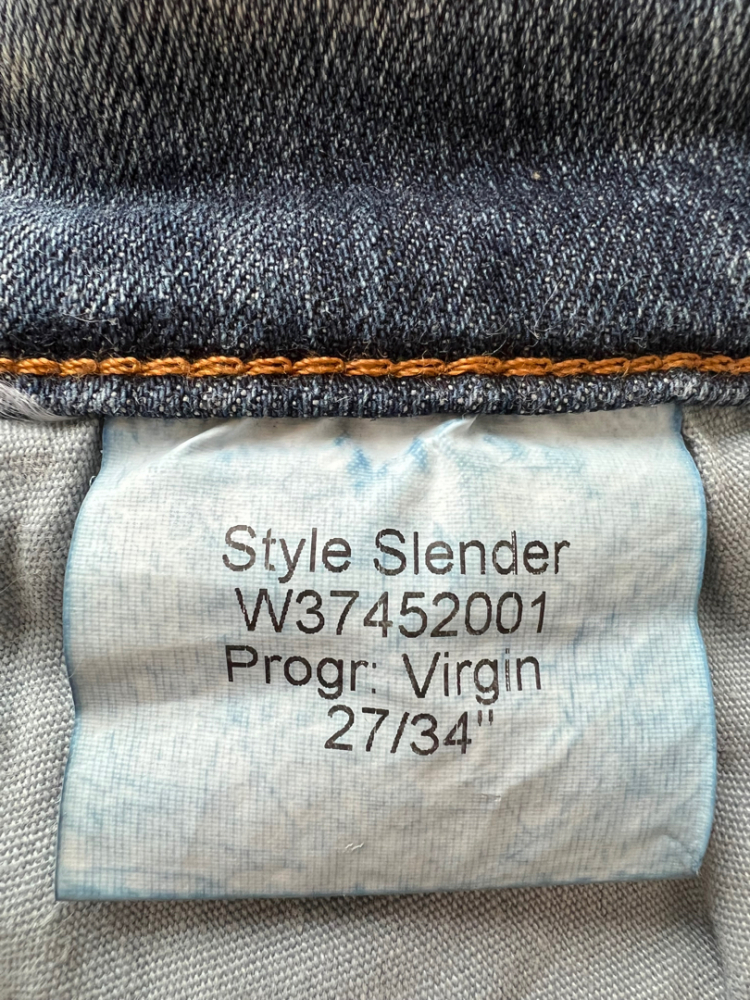 Style Slender
W37452001
Progr: Virgin
27/34"